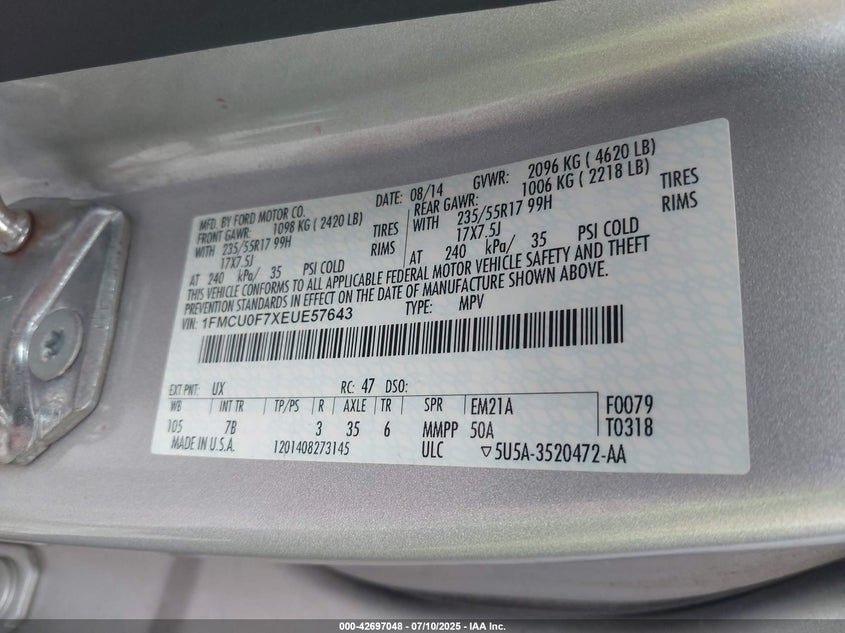 MFD. BY FORD MOTOR CO.
DATE: 08/14 GVWR: 2096 KG ( 4620 LB)
FRONT GAWR: 1098 KG ( 2420 LB)
WITH 235/55R17 99H TIRES
17X7.5J RIMS
AT 240 kPa/ 35 PSI COLD
REAR GAWR: 1006 KG ( 2218 LB)
WITH 235/55R17 99H TIRES
17X7.5J RIMS
AT 240 kPa/ 35 PSI COLD
THIS VEHICLE CONFORMS TO ALL APPLICABLE FEDERAL MOTOR VEHICLE SAFETY AND THEFT
PREVENTION STANDARDS IN EFFECT ON THE DATE OF MANUFACTURE SHOWN ABOVE.
VIN: 1FMCU0F7XEUE57643 TYPE: MPV
EXT PNT: UX RC: 47 DSO:
WB INT TR TP/PS R AXLE TR SPR EM21A F0079
105 7B 3 35 6 MMPP 50A T0318
MADE IN U.S.A. 1201408273145 ULC ▽5U5A-3520472-AA
000-42697048 - 07/10/2025 - IAA Inc.